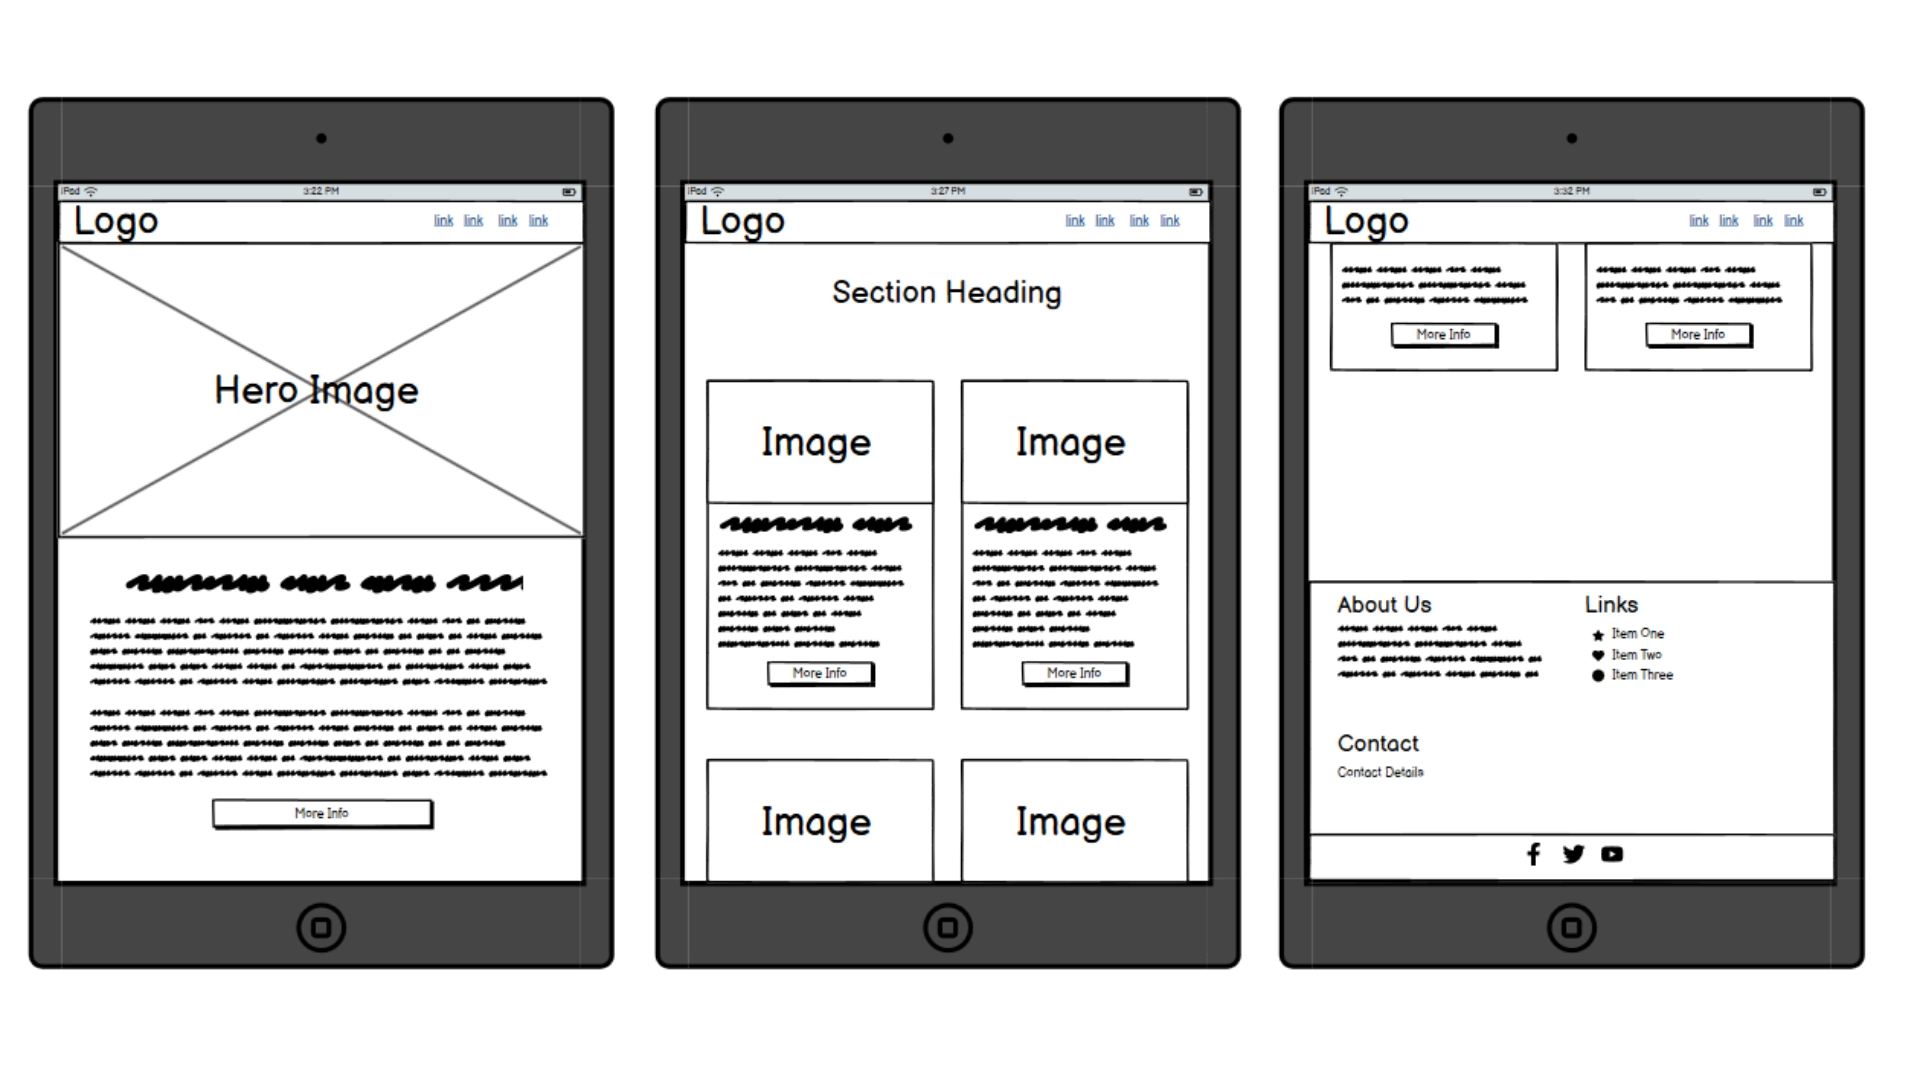 iPad 3:22 PM
Logo link link link link
Hero Image
More Info
iPad 3:27 PM
Logo link link link link
Section Heading
Image Image
More Info More Info
Image Image
iPad 3:32 PM
Logo link link link link
More Info More Info
About Us Links
Item One
Item Two
Item Three
Contact
Contact Details